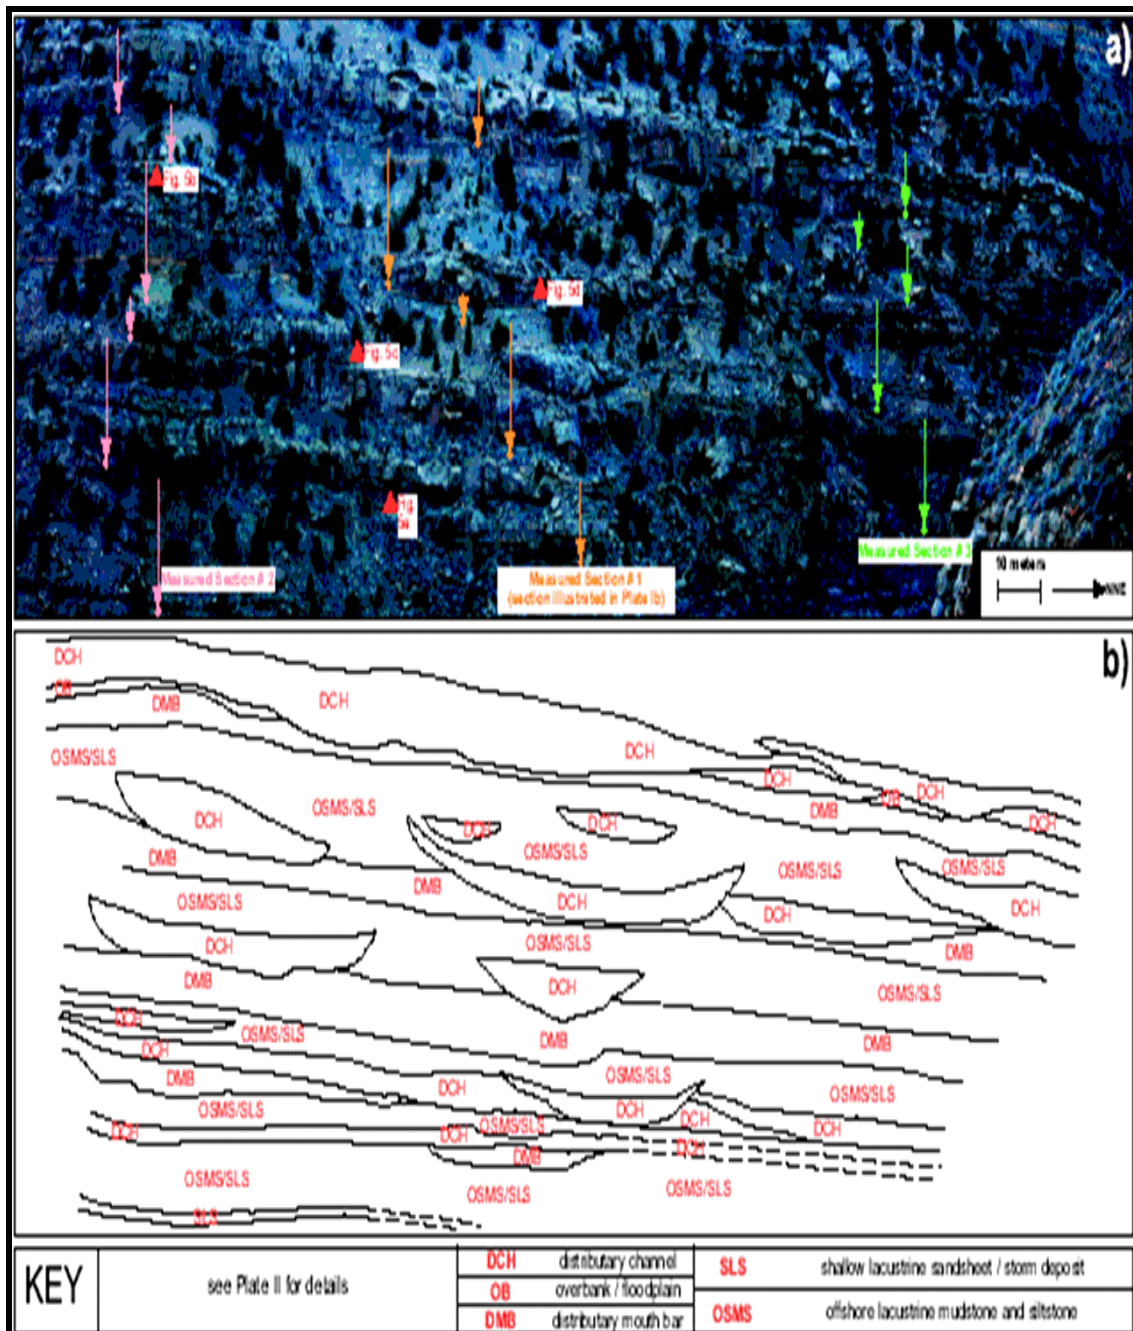 a)
Fig. 5b
Fig. 5d
Fig. 5c
Fig.
5a
Measured Section # 2
Measured Section # 1
(section illustrated in Plate Ib)
Measured Section # 3
10 meters
NNE
b)
DCH
OB
DMB
DCH
DCH
OSMS/SLS
DCH
DCH
OB
DMB
DCH
OSMS/SLS
DCH
DCH
DCH
DMB
OSMS/SLS
OSMS/SLS
OSMS/SLS
DMB
DCH
DCH
DCH
OSMS/SLS
DCH
OSMS/SLS
DMB
DMB
DCH
OSMS/SLS
DCH
OSMS/SLS
DMB
DMB
DCH
DMB
OSMS/SLS
DCH
OSMS/SLS
OSMS/SLS
DCH
DCH
DCH
DCH
OSMS/SLS
DCH
DCH
DMB
DCH
OSMS/SLS
OSMS/SLS
OSMS/SLS
SLS
KEY
see Plate II for details
DCH distributary channel
OB overbank / floodplain
DMB distributary mouth bar
SLS shallow lacustrine sandsheet / storm deposit
OSMS offshore lacustrine mudstone and siltstone